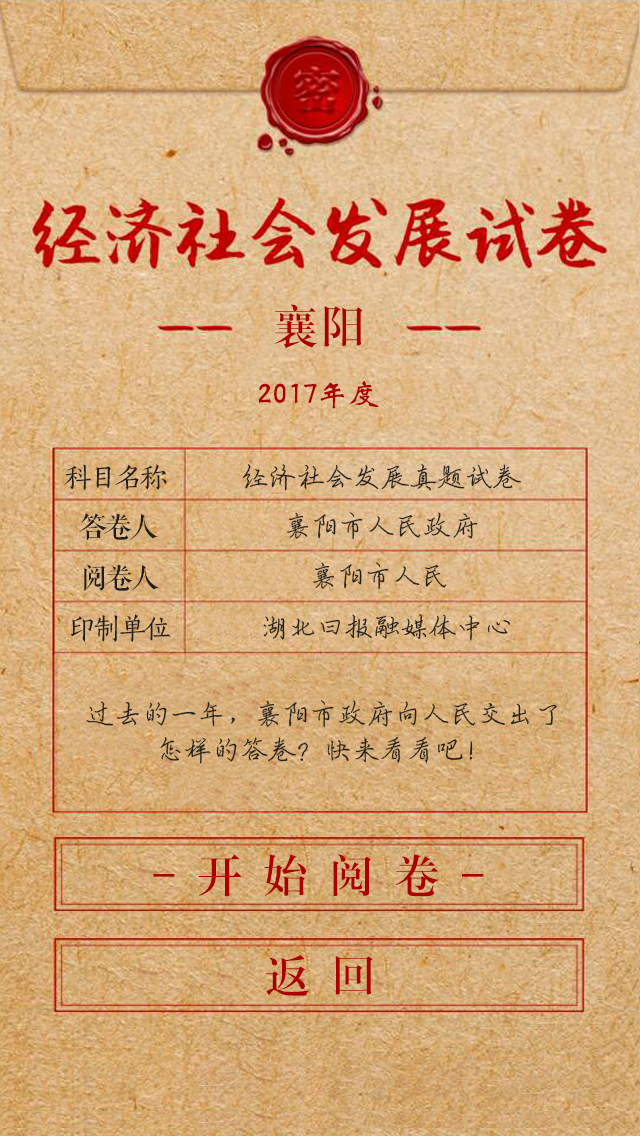 密
经济社会发展试卷
—— 襄阳 ——
2017年度
科目名称 经济社会发展真题试卷
答卷人 襄阳市人民政府
阅卷人 襄阳市人民
印制单位 湖北日报融媒体中心
过去的一年，襄阳市政府向人民交出了
怎样的答卷？快来看看吧！
-开始阅卷-
返回